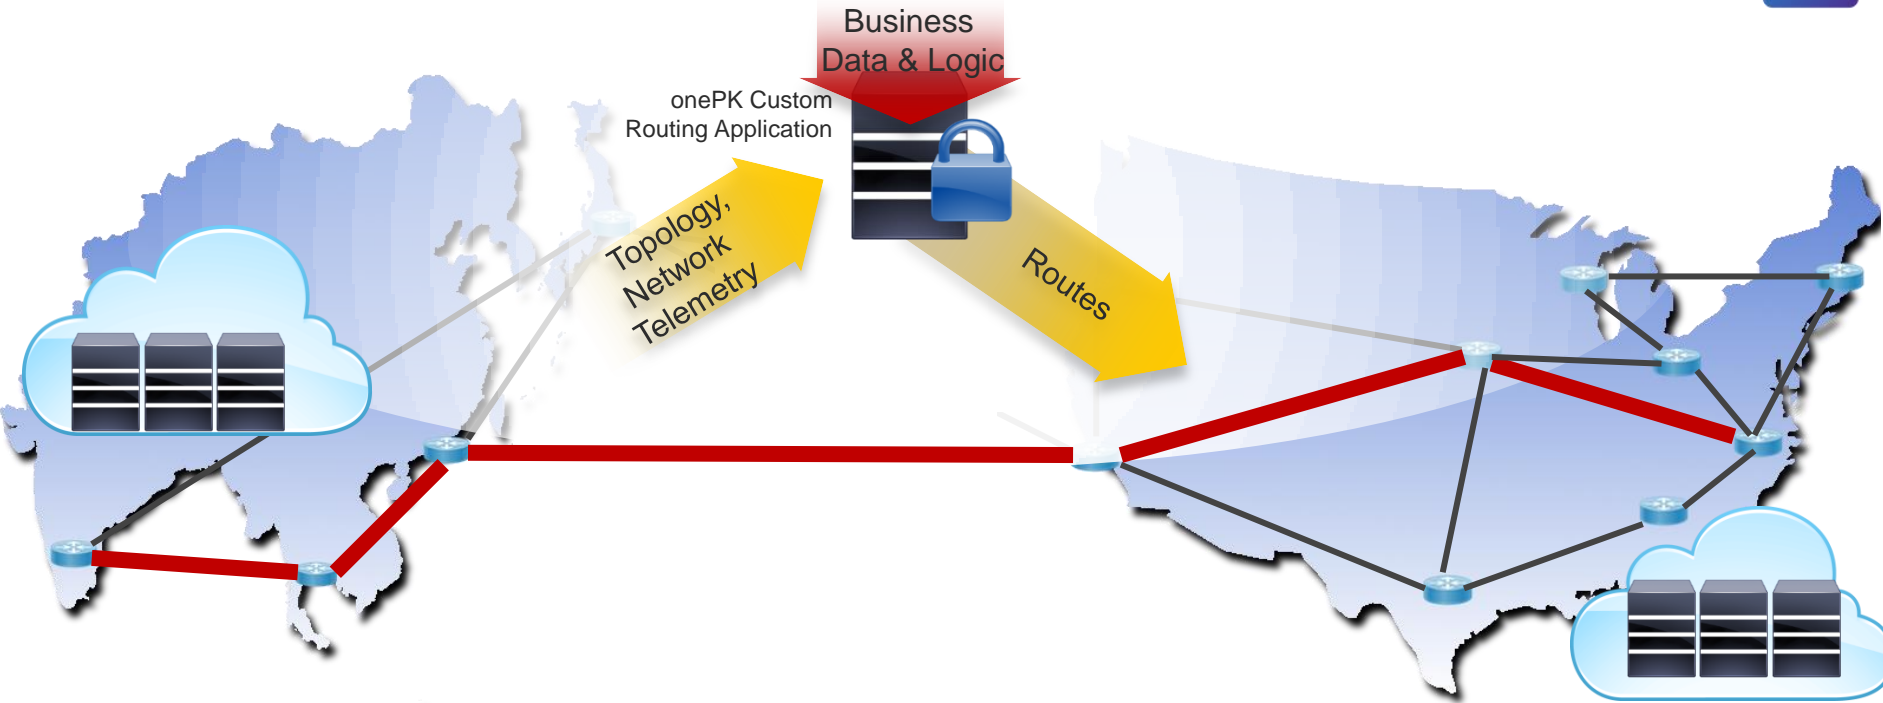 Business
Data & Logic
onePK Custom
Routing Application
Topology,
Network
Telemetry
Routes